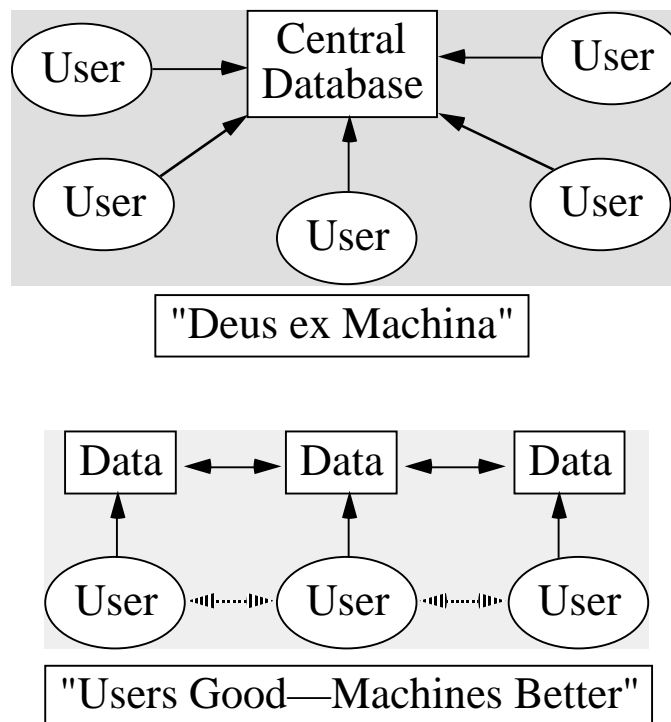 User
Central
Database
User
User
User
User
"Deus ex Machina"
Data
Data
Data
User
User
User
"Users Good—Machines Better"